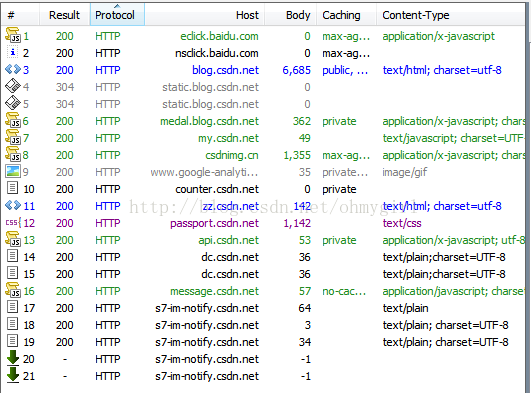 # Result Protocol Host Body Caching Content-Type
1 200 HTTP eclick.baidu.com 0 max-ag... application/x-javascript
2 200 HTTP nsclick.baidu.com 0 max-ag...
3 200 HTTP blog.csdn.net 6,685 public, ... text/html; charset=utf-8
4 304 HTTP static.blog.csdn.net 0
5 304 HTTP static.blog.csdn.net 0
6 200 HTTP medal.blog.csdn.net 362 private application/x-javascript; charse
7 200 HTTP my.csdn.net 49 text/javascript; charset=UTF-
8 200 HTTP csdnimg.cn 1,355 max-ag... application/x-javascript; charse
9 200 HTTP www.google-analyti... 35 private... image/gif
10 200 HTTP counter.csdn.net 0 private
11 200 HTTP zz.csdn.net 142 text/html; charset=utf-8
12 200 HTTP passport.csdn.net 1,142 text/css
13 200 HTTP api.csdn.net 53 private application/x-javascript; utf-8
14 200 HTTP dc.csdn.net 36 text/plain;charset=UTF-8
15 200 HTTP dc.csdn.net 36 text/plain;charset=UTF-8
16 200 HTTP message.csdn.net 57 no-cac... application/javascript; charset
17 200 HTTP s7-im-notify.csdn.net 64 text/plain
18 200 HTTP s7-im-notify.csdn.net 3 text/plain; charset=UTF-8
19 200 HTTP s7-im-notify.csdn.net 34 text/plain; charset=UTF-8
20 - HTTP s7-im-notify.csdn.net -1
21 - HTTP s7-im-notify.csdn.net -1